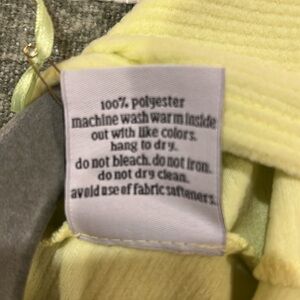 100% polyester
machine wash warm inside
out with like colors.
hang to dry.
do not bleach. do not iron.
do not dry clean.
avoid use of fabric softeners.